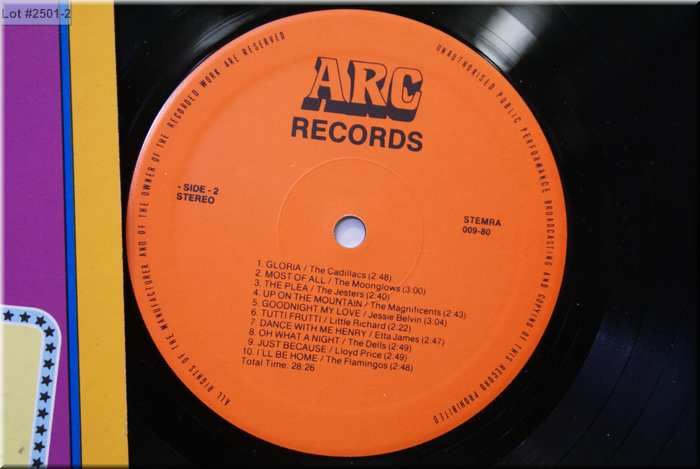 Lot #2501-2
ALL RIGHTS OF THE MANUFACTURER AND OF THE OWNER OF THE RECORDED WORK ARE RESERVED
UNAUTHORISED PUBLIC PERFORMANCE BROADCASTING AND COPYING OF THIS RECORD PROHIBITED
ARC
RECORDS
- SIDE - 2
STEREO
STEMRA
009-80
1. GLORIA / The Cadillacs (2:48)
2. MOST OF ALL / The Moonglows (3:00)
3. THE PLEA / The Jesters (2:40)
4. UP ON THE MOUNTAIN / The Magnificents (2:43)
5. GOODNIGHT MY LOVE / Jessie Belvin (3:04)
6. TUTTI FRUTTI / Little Richard (2:22)
7. DANCE WITH ME HENRY / Etta James (2:47)
8. OH WHAT A NIGHT / The Dells (2:49)
9. JUST BECAUSE / Lloyd Price (2:49)
10. I'LL BE HOME / The Flamingos (2:48)
Total Time: 28:26